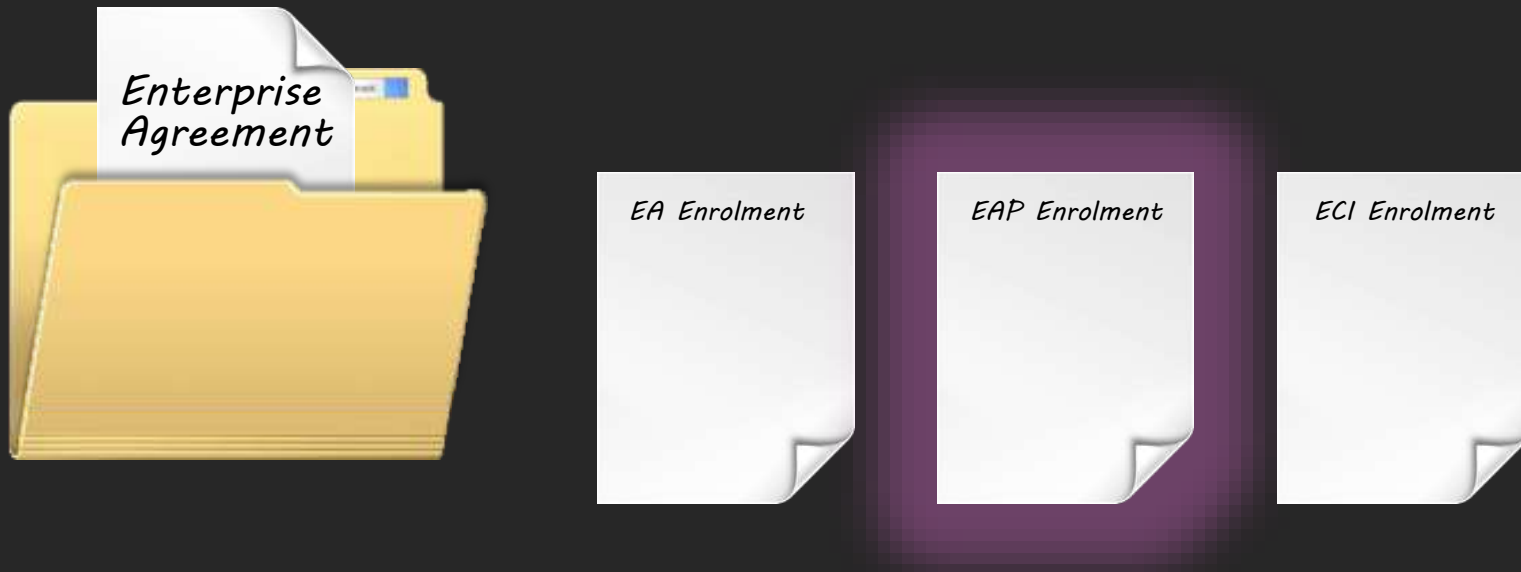 Enterprise
Agreement
EA Enrolment
EAP Enrolment
ECI Enrolment